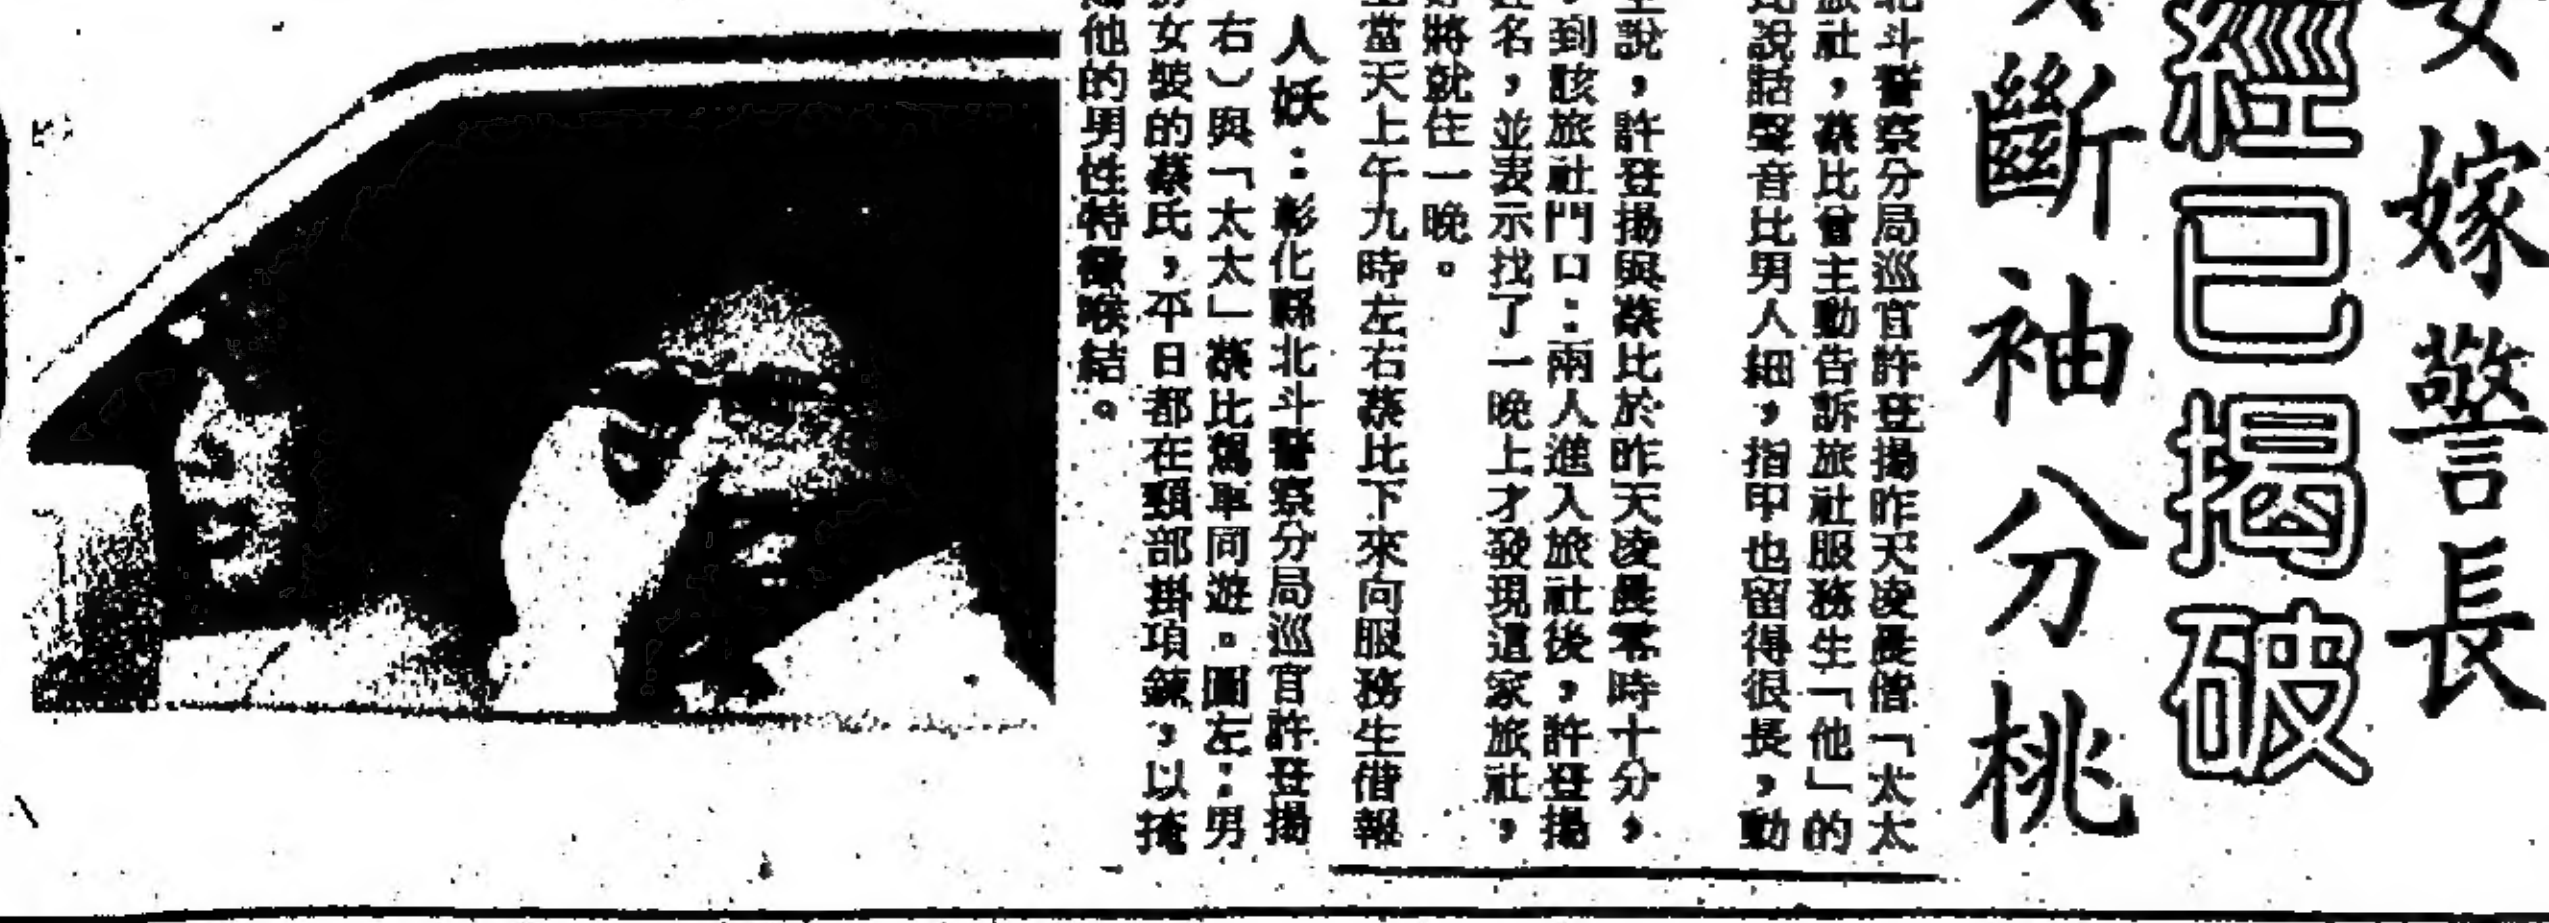 女嫁警長
經已揭破
斷袖分桃
北斗警察分局巡官許登揚昨天凌晨偕「太太
旅社,蔡比曾主動告訴旅社服務生「他」的
說話聲音比男人細,指甲也留得很長,動
說,許登揚與蔡比於昨天凌晨零時十分,
到該旅社門口:兩人進入旅社後,許登揚
名,並表示找了一晚上才發現這家旅社,
將就住一晚。
當天上午九時左右蔡比下來向服務生借報
人妖:彰化縣北斗警察分局巡官許登揚
右)與「太太」蔡比駕車同遊。圖左:男
女裝的蔡氏,平日都在頸部掛項鍊,以掩
他的男性特徵喉結。